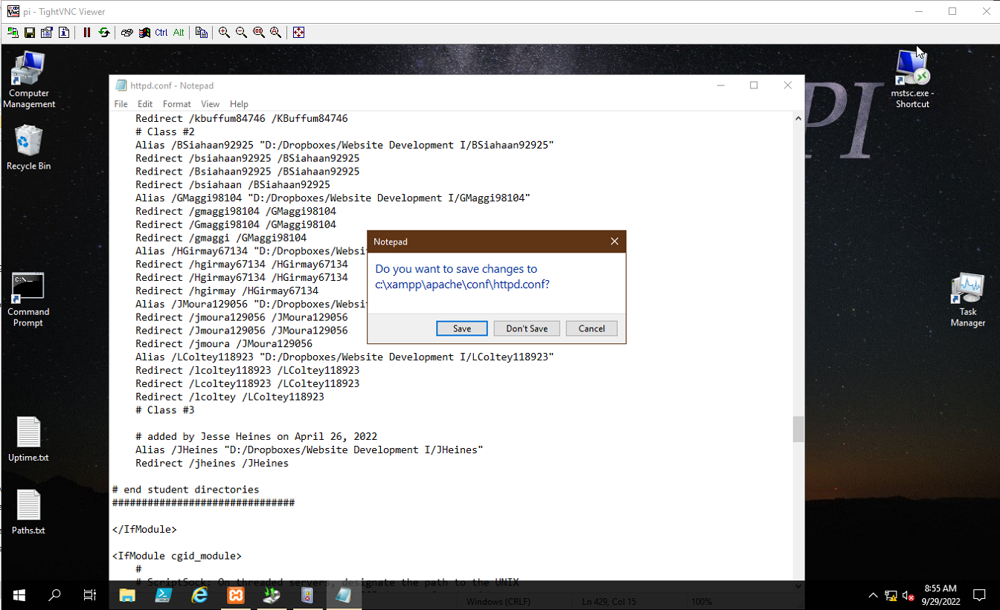 pi - TightVNC Viewer
Ctrl Alt
Computer Management
Recycle Bin
Command Prompt
Uptime.txt
Paths.txt
PI
mstsc.exe - Shortcut
Task Manager
httpd.conf - Notepad
File Edit Format View Help
Redirect /kbuffum84746 /KBuffum84746
# Class #2
Alias /BSiahaan92925 "D:/Dropboxes/Website Development I/BSiahaan92925"
Redirect /bsiahaan92925 /BSiahaan92925
Redirect /Bsiahaan92925 /BSiahaan92925
Redirect /bsiahaan /BSiahaan92925
Alias /GMaggi98104 "D:/Dropboxes/Website Development I/GMaggi98104"
Redirect /gmaggi98104 /GMaggi98104
Redirect /Gmaggi98104 /GMaggi98104
Redirect /gmaggi /GMaggi98104
Alias /HGirmay67134 "D:/Dropboxes/Websi
Redirect /hgirmay67134 /HGirmay67134
Redirect /Hgirmay67134 /HGirmay67134
Redirect /hgirmay /HGirmay67134
Alias /JMoura129056 "D:/Dropboxes/Websi
Redirect /jmoura129056 /JMoura129056
Redirect /Jmoura129056 /JMoura129056
Redirect /jmoura /JMoura129056
Alias /LColtey118923 "D:/Dropboxes/Website Development I/LColtey118923"
Redirect /lcoltey118923 /LColtey118923
Redirect /Lcoltey118923 /LColtey118923
Redirect /lcoltey /LColtey118923
# Class #3
# added by Jesse Heines on April 26, 2022
Alias /JHeines "D:/Dropboxes/Website Development I/JHeines"
Redirect /jheines /JHeines
# end student directories
###############################
</IfModule>
<IfModule cgid_module>
#
# ScriptSock: On threaded servers, designate the path to the UNIX
Notepad
Do you want to save changes to
c:\xampp\apache\conf\httpd.conf?
Save Don't Save Cancel
Windows (CRLF) Ln 429, Col 15 100%
8:55 AM
9/29/2022